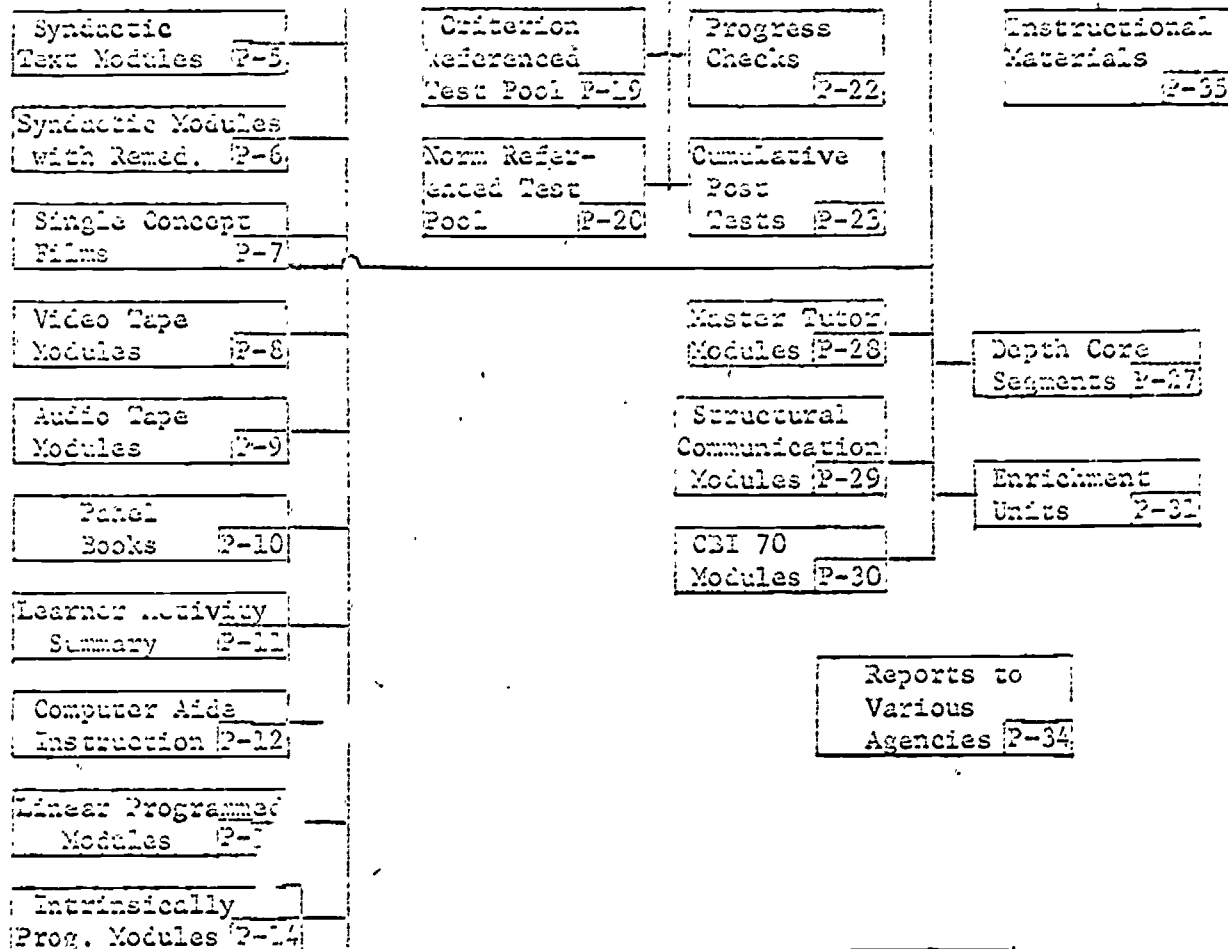 Syndactic
Text Modules P-5
Syndactic Modules
with Remed. P-6
Single Concept
Films P-7
Video Tape
Modules P-8
Audio Tape
Modules P-9
Panel
Books P-10
Learner
Summary P-11
Computer Aide
Instruction P-12
Linear Programmed
Modules
Intrinsically
Prog. Modules P-14
Criterion
Referenced
Test Pool P-19
Norm Refer-
enced Test
Pool P-20
Progress
Checks
P-22
Cumulative
Post
Tests P-23
Master Tutor
Modules P-28
Structural
Communication
Modules P-29
CBI 70
Modules P-30
Instructional
Materials
P-35
Depth Core
Segments P-27
Enrichment
Units P-31
Reports to
Various
Agencies P-34